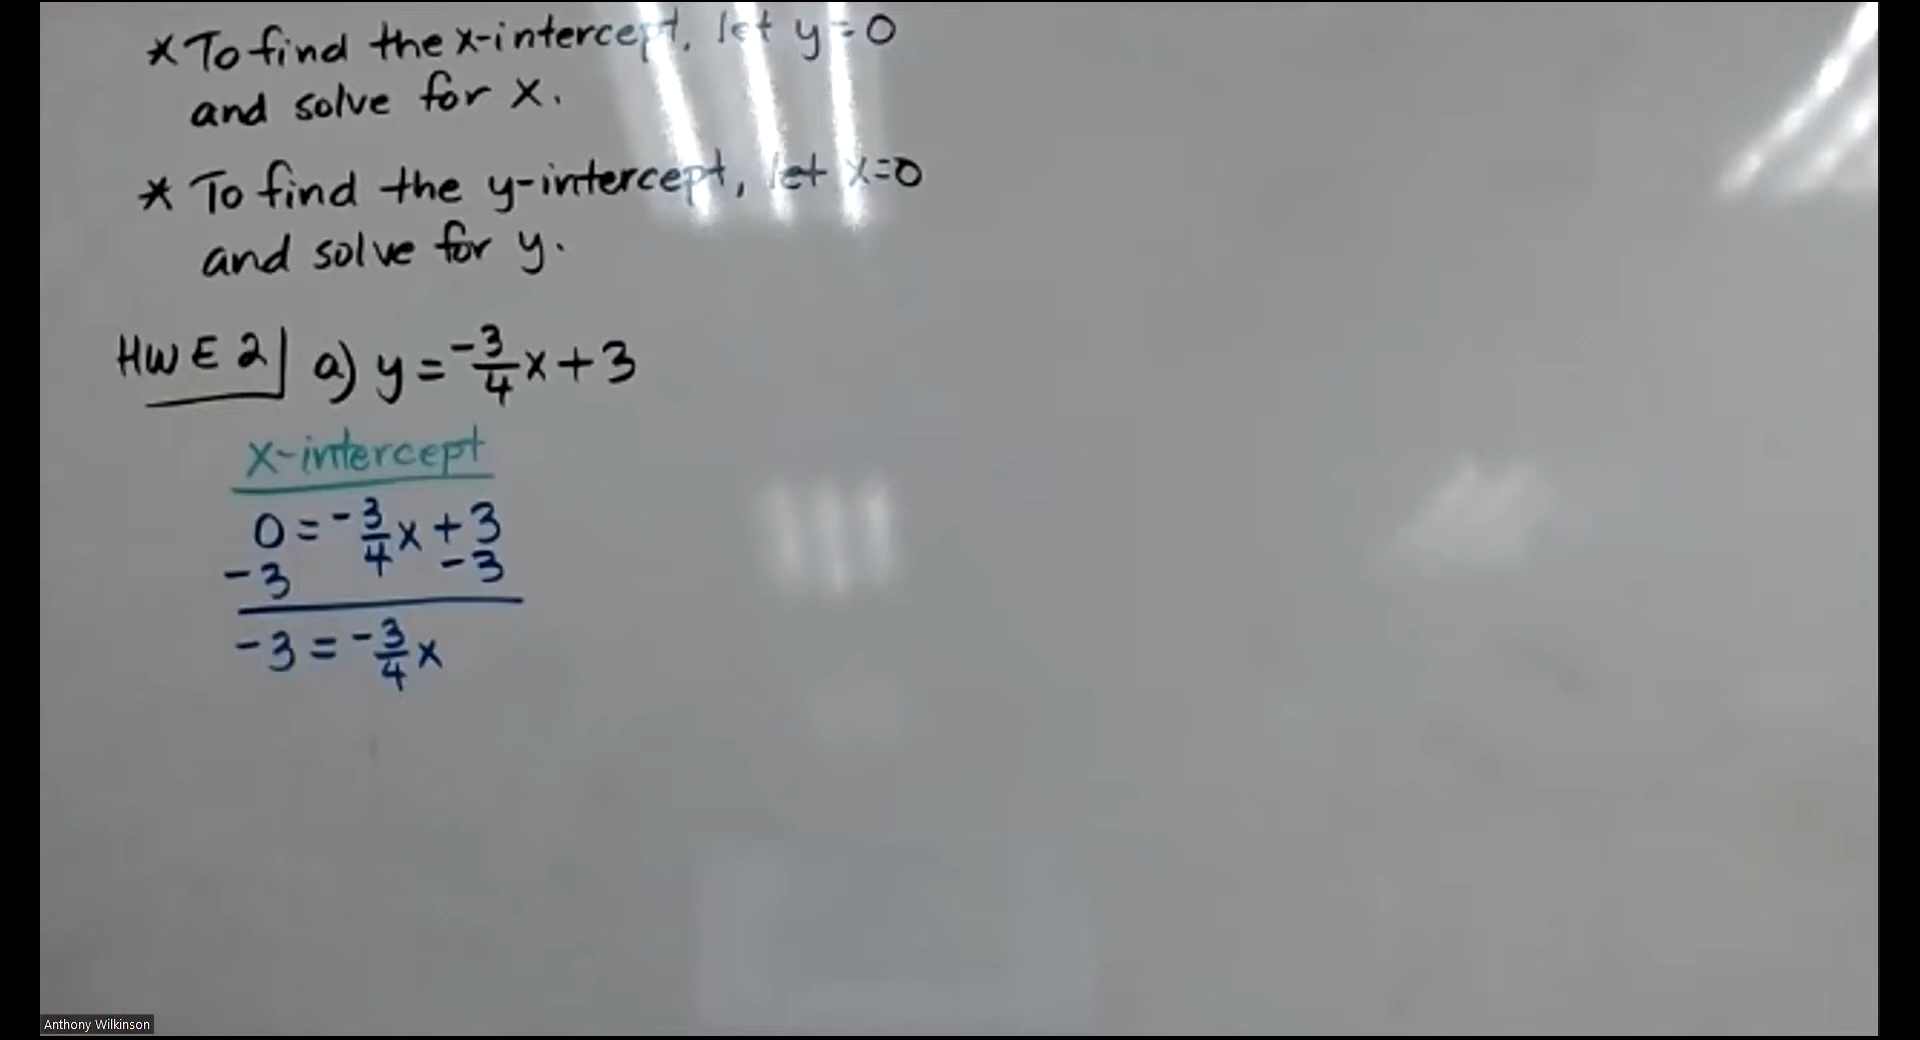 * To find the x-intercept, let y=0
and solve for x.
* To find the y-intercept, let x=0
and solve for y.
HWE 2| a) y = -3/4 x + 3
x-intercept
0 = -3/4 x + 3
-3 -3
-3 = -3/4 x
Anthony Wilkinson